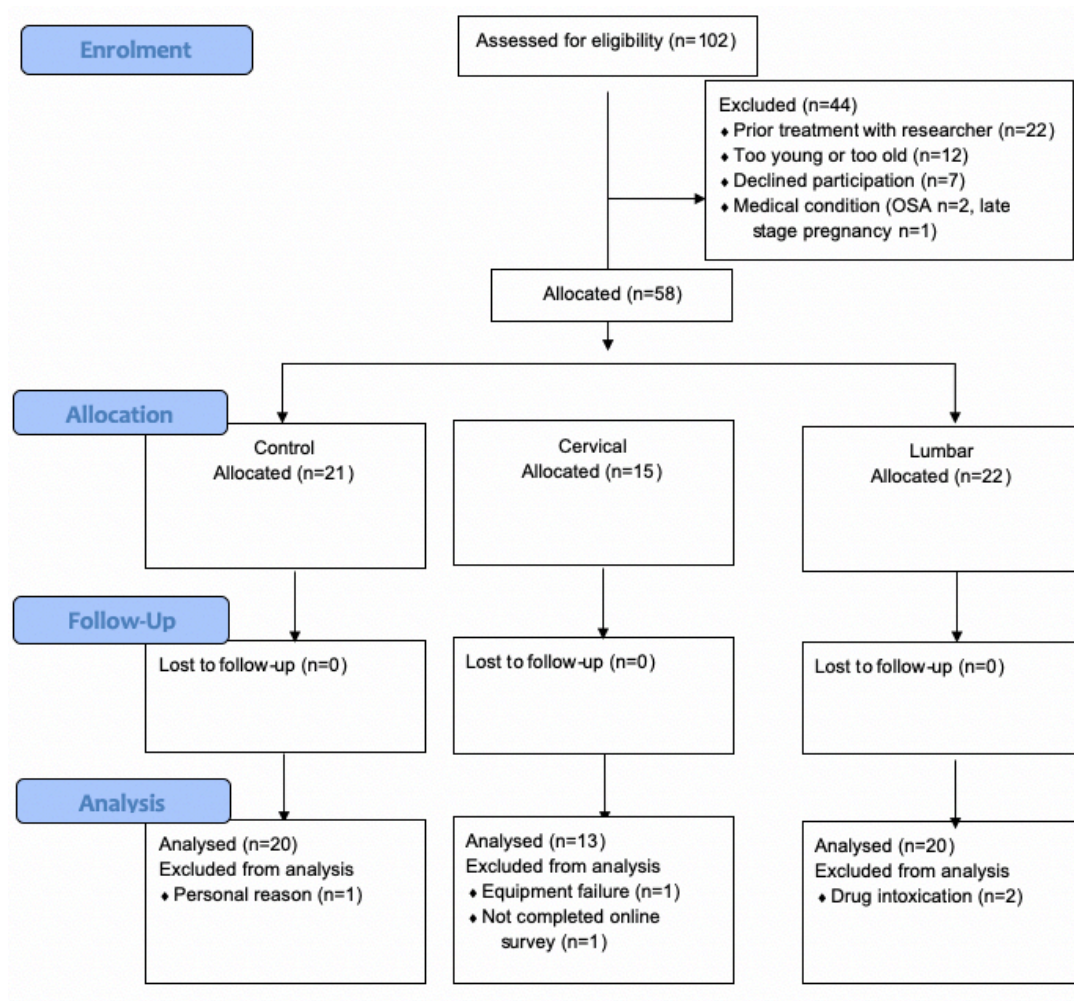 Enrolment
Assessed for eligibility (n=102)
Excluded (n=44)
♦ Prior treatment with researcher (n=22)
♦ Too young or too old (n=12)
♦ Declined participation (n=7)
♦ Medical condition (OSA n=2, late
stage pregnancy n=1)
Allocated (n=58)
Allocation
Control
Allocated (n=21)
Cervical
Allocated (n=15)
Lumbar
Allocated (n=22)
Follow-Up
Lost to follow-up (n=0)
Lost to follow-up (n=0)
Lost to follow-up (n=0)
Analysis
Analysed (n=20)
Excluded from analysis
♦ Personal reason (n=1)
Analysed (n=13)
Excluded from analysis
♦ Equipment failure (n=1)
♦ Not completed online
survey (n=1)
Analysed (n=20)
Excluded from analysis
♦ Drug intoxication (n=2)